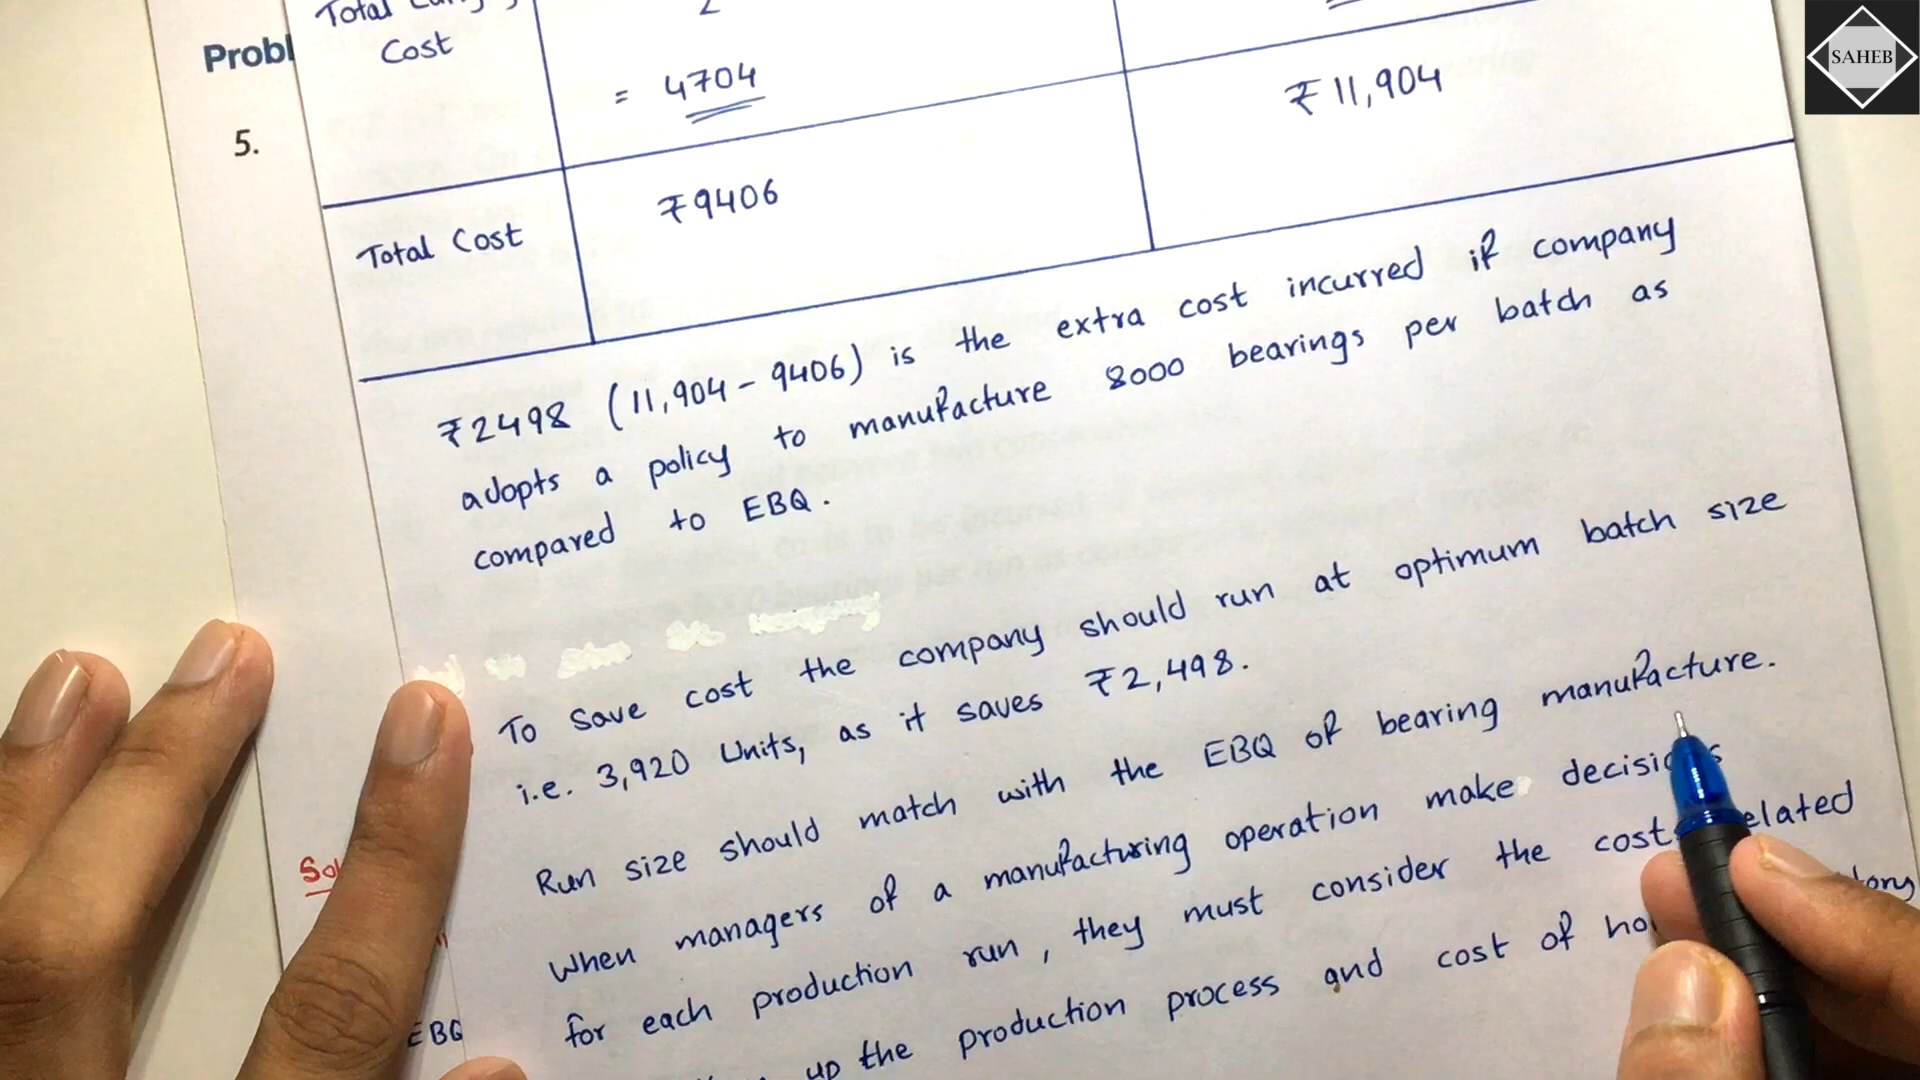 SAHEB
Probl
5.
Total
Cost
2
= 4704
₹ 11,904
Total Cost
₹9406
₹2498 (11,904 - 9406) is the extra cost incurred if company
adopts a policy to manufacture 8000 bearings per batch as
compared to EBQ.
To save cost the company should run at optimum batch size
i.e. 3,920 Units, as it saves ₹2,498.
Run size should match with the EBQ of bearing manufacture.
When managers of a manufacturing operation make
for each production run, they must consider the cost
up the production process and cost of
Sol
EBQ